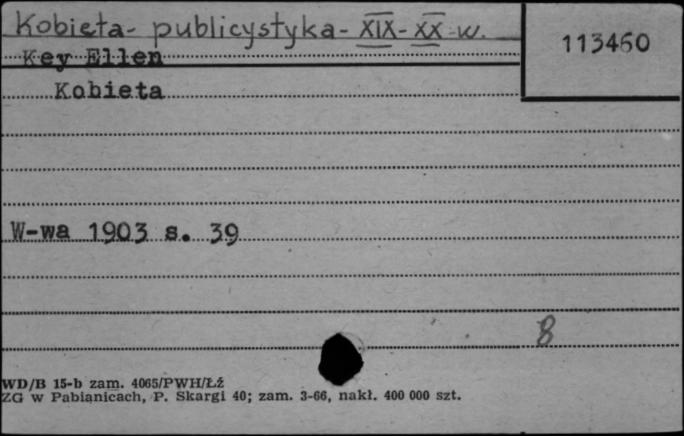 Kobieta - publicystyka - XIX - XX w.
113460
Key Ellen
Kobieta
W-wa 1903 s. 39
8
WD/B 15-b zam. 4065/PWH/Łź
ZG w Pabianicach, P. Skargi 40; zam. 3-66, nakł. 400 000 szt.